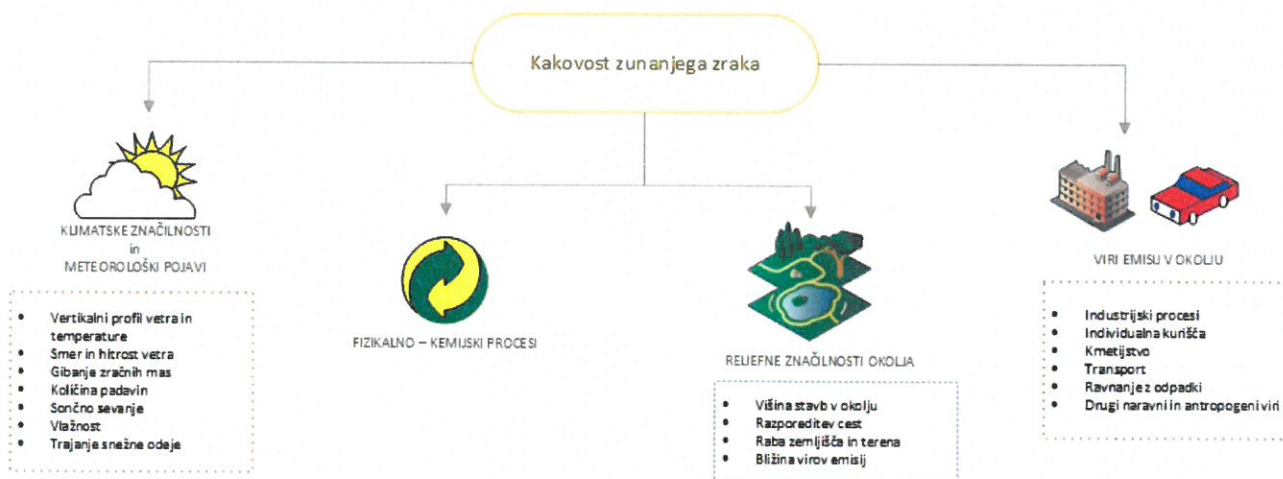 Kakovost zunanjega zraka
KLIMATSKE ZNAČILNOSTI
in
METEOROLOŠKI POJAVI
• Vertikalni profil vetra in
temperature
• Smer in hitrost vetra
• Gibanje zračnih mas
• Količina padavin
• Sončno sevanje
• Vlažnost
• Trajanje snežne odeje
FIZIKALNO – KEMIJSKI PROCESI
RELIEFNE ZNAČILNOSTI OKOLJA
• Višina stavb v okolju
• Razporeditev cest
• Raba zemljišča in terena
• Bližina virov emisij
VIRI EMISIJ V OKOLJU
• Industrijski procesi
• Individualna kurišča
• Kmetijstvo
• Transport
• Ravnanje z odpadki
• Drugi naravni in antropogeni viri